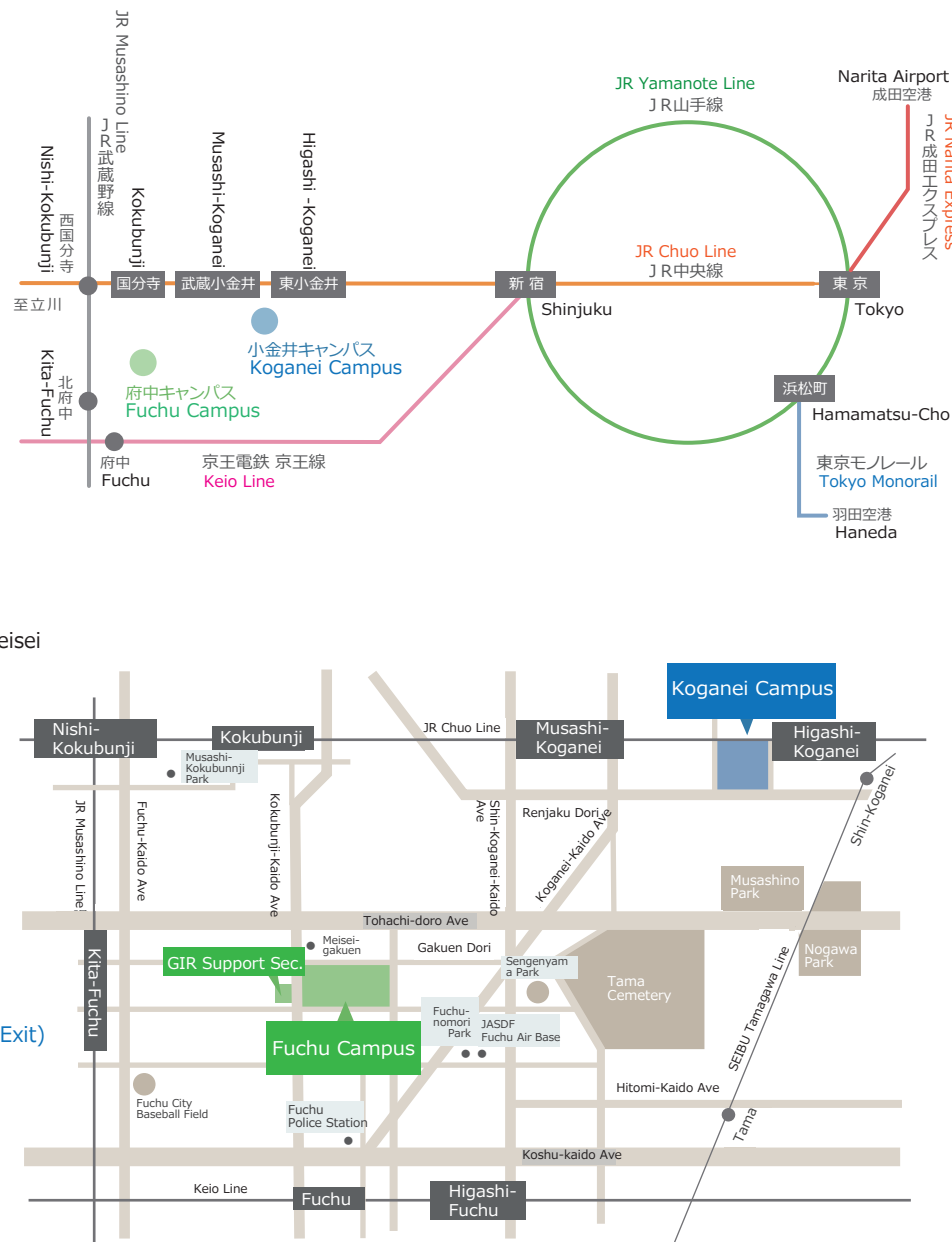 JR Musashino Line
JR武蔵野線
Nishi-Kokubunji
西国分寺
Kokubunji
Musashi-Koganei
Higashi -Koganei
JR Yamanote Line
JR山手線
Narita Airport
成田空港
JR Narita Express
JR成田エクスプレス
国分寺
武蔵小金井
東小金井
新 宿
Shinjuku
JR Chuo Line
JR中央線
東 京
Tokyo
至立川
小金井キャンパス
Koganei Campus
府中キャンパス
Fuchu Campus
Kita-Fuchu
北府中
浜松町
Hamamatsu-Cho
府中
Fuchu
京王電鉄 京王線
Keio Line
東京モノレール
Tokyo Monorail
羽田空港
Haneda
eisei
Koganei Campus
Nishi-
Kokubunji
Kokubunji
JR Chuo Line
Musashi-
Koganei
Higashi-
Koganei
Musashi-
Kokubunnji
Park
Shin-Koganei
JR Musashino Line
Fuchu-Kaido Ave
Kokubunji-Kaido Ave
Shin-Koganei-Kaido
Ave
Renjaku Dori
Koganei-Kaido Ave
Musashino
Park
Tohachi-doro Ave
Meisei-
gakuen
Gakuen Dori
GIR Support Sec.
Sengenyam
a Park
Tama
Cemetery
Nogawa
Park
Kita-Fuchu
Fuchu-
nomori
Park
JASDF
Fuchu Air Base
SEIBU Tamagawa Line
Exit)
Fuchu Campus
Hitomi-Kaido Ave
Fuchu City
Baseball Field
Fuchu
Police Station
Tama
Koshu-kaido Ave
Keio Line
Fuchu
Higashi-
Fuchu